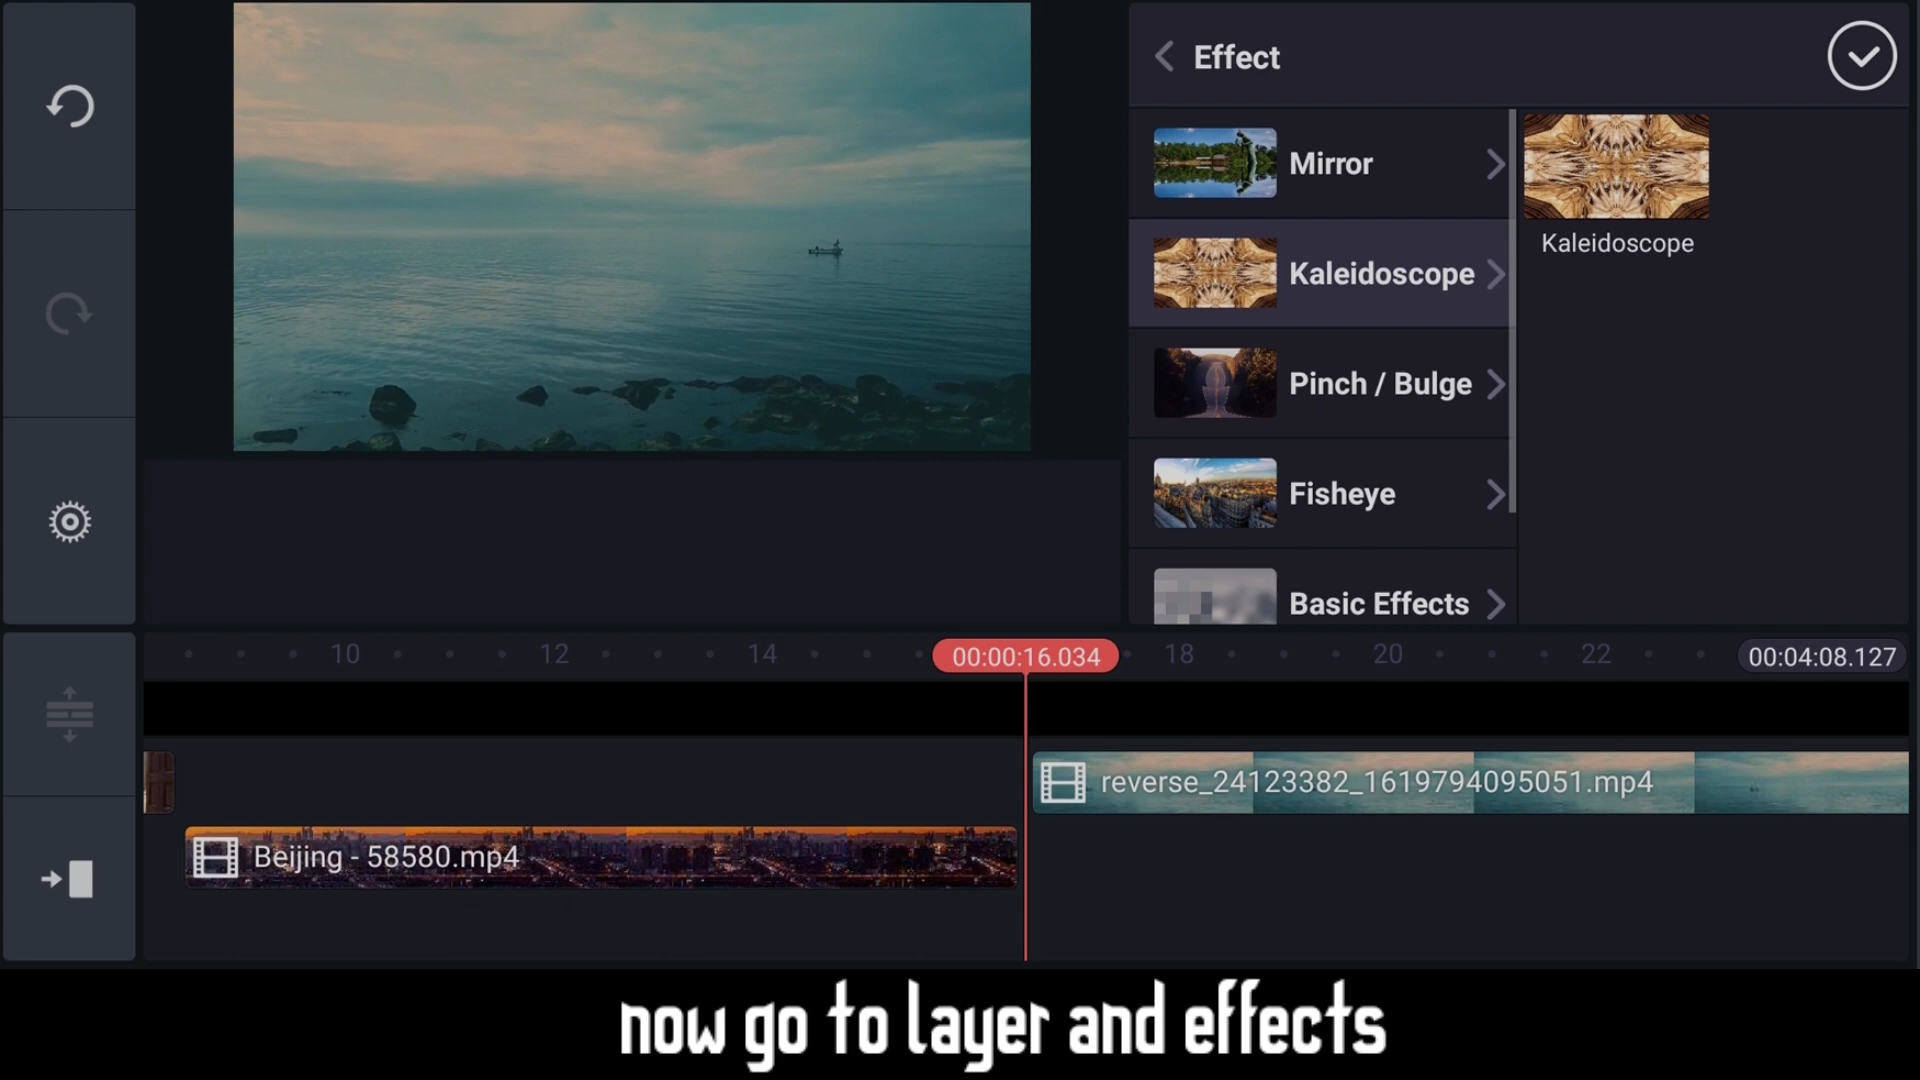 Effect
Mirror
Kaleidoscope
Kaleidoscope
Pinch / Bulge
Fisheye
Basic Effects
10 12 14 00:00:16.034 18 20 22 00:04:08.127
reverse_24123382_1619794095051.mp4
Beijing - 58580.mp4
now go to layer and effects